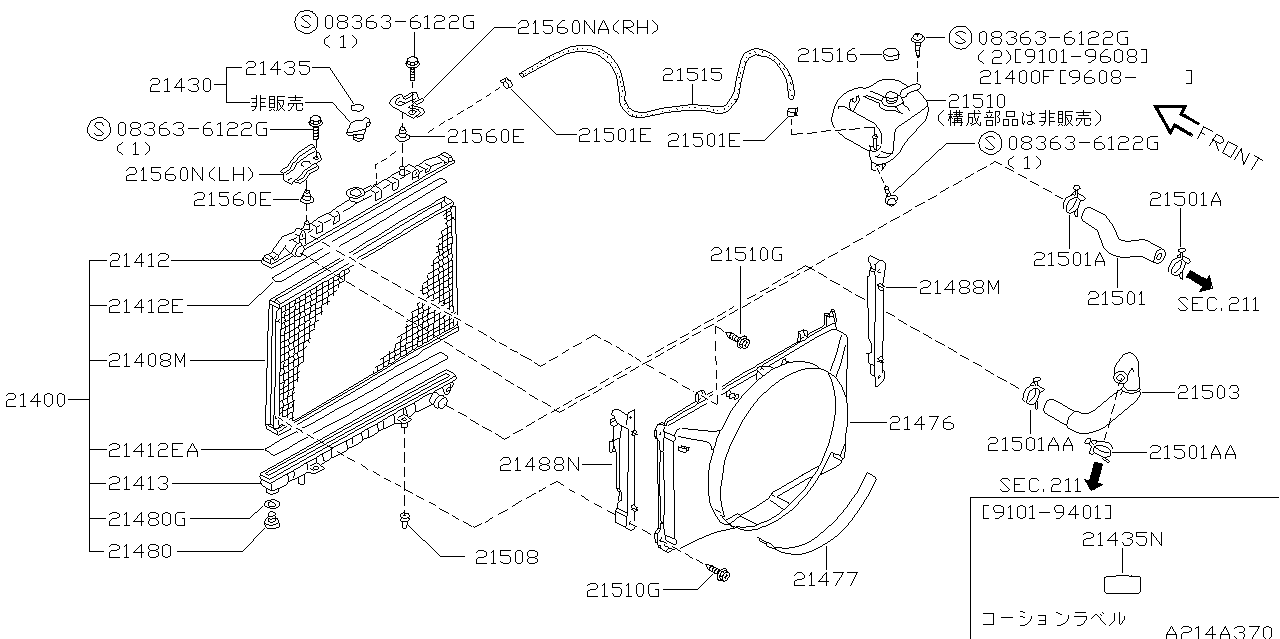 Ⓢ08363-6122G
(1)
21560NA(RH)
21435
21430
非販売
Ⓢ08363-6122G
(1)
21560N(LH)
21560E
21560E
21501E
21515
21501E
21516
Ⓢ08363-6122G
(2)[9101-9608]
21400F[9608-    ]
21510
(構成部品は非販売)
Ⓢ08363-6122G
(1)
FRONT
21501A
21501A
21501
SEC.211
21412
21412E
21408M
21400
21412EA
21413
21480G
21480
21510G
21488M
21476
21488N
21508
21510G
21477
21503
21501AA
21501AA
SEC.211
[9101-9401]
21435N
コーションラベル
A214A370